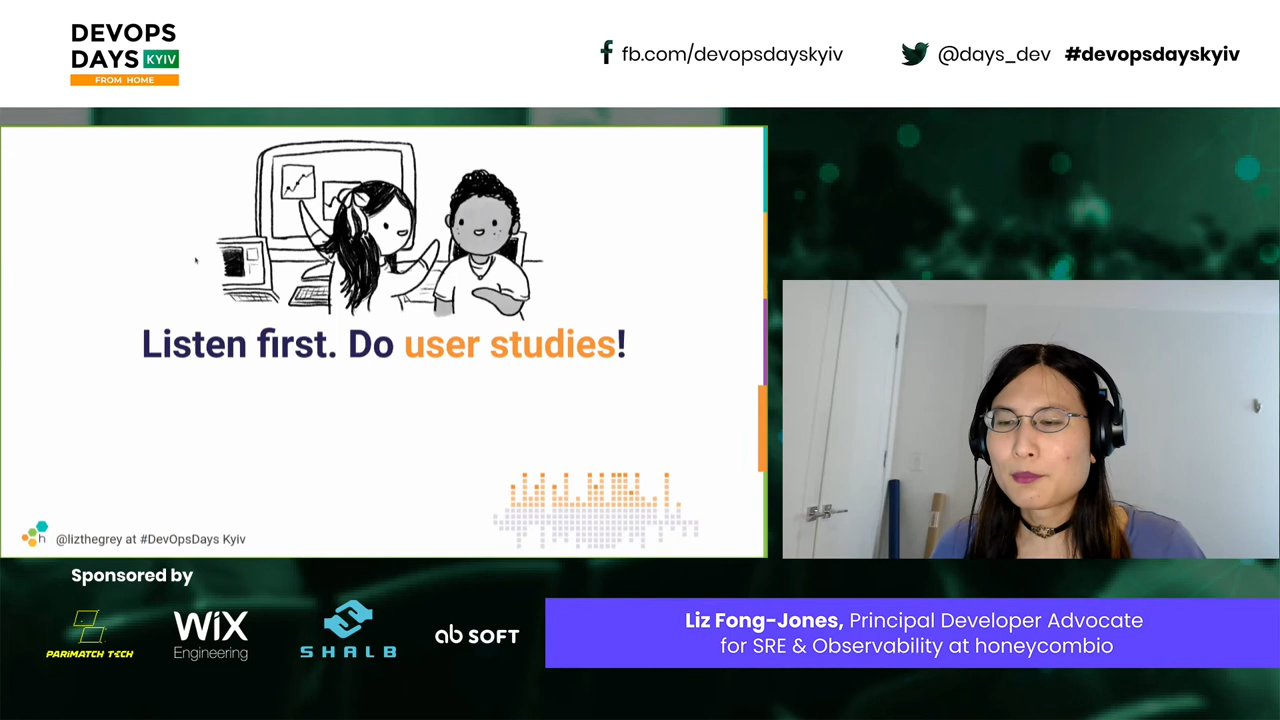 DEVOPS
DAYS KYIV
FROM HOME
fb.com/devopsdayskyiv
@days_dev #devopsdayskyiv
Listen first. Do user studies!
h
@lizthegrey at #DevOpsDays Kyiv
Sponsored by
PARIMATCH TECH
WiX
Engineering
SHALB
ab SOFT
Liz Fong-Jones, Principal Developer Advocate
for SRE & Observability at honeycombio